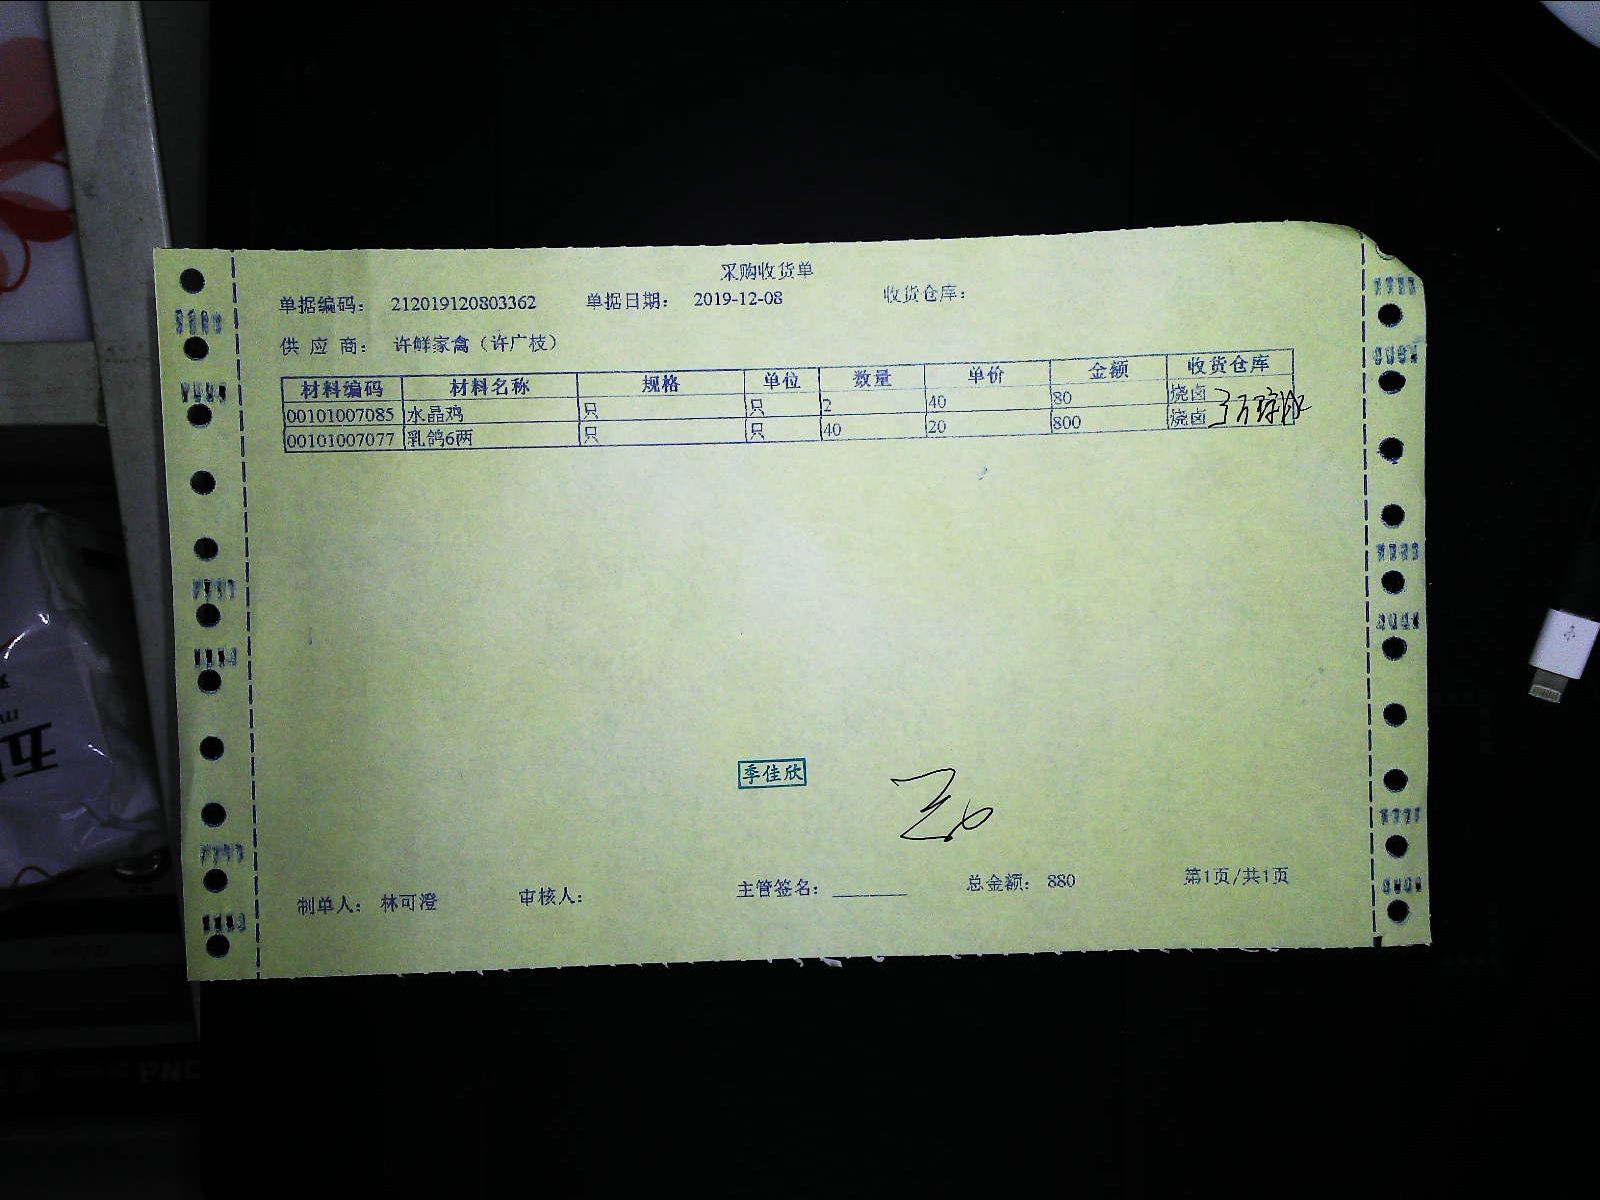 采购收货单
单据编码： 212019120803362 单据日期： 2019-12-08 收货仓库：
供 应 商： 许鲜家禽（许广枝）
材料编码 材料名称 规格 单位 数量 单价 金额 收货仓库
00101007085 水晶鸡 只 只 2 40 80 烧卤
00101007077 乳鸽6两 只 只 40 20 800 烧卤
季佳欣
制单人： 林可澄 审核人： 主管签名： ________ 总金额： 880 第1页/共1页
五